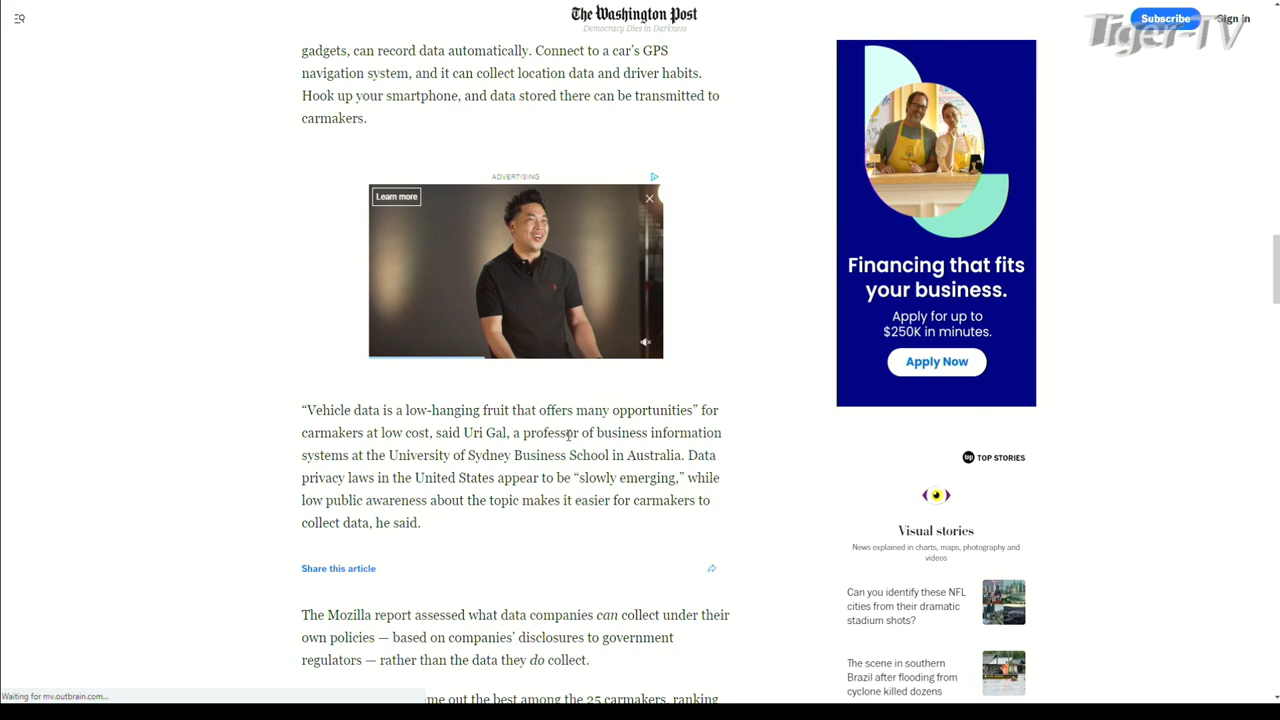 The Washington Post
Democracy Dies in Darkness
Subscribe
Sign in
Tiger-TV
gadgets, can record data automatically. Connect to a car's GPS
navigation system, and it can collect location data and driver habits.
Hook up your smartphone, and data stored there can be transmitted to
carmakers.
ADVERTISING
Learn more
“Vehicle data is a low-hanging fruit that offers many opportunities” for
carmakers at low cost, said Uri Gal, a professor of business information
systems at the University of Sydney Business School in Australia. Data
privacy laws in the United States appear to be “slowly emerging,” while
low public awareness about the topic makes it easier for carmakers to
collect data, he said.
Share this article
The Mozilla report assessed what data companies can collect under their
own policies — based on companies’ disclosures to government
regulators — rather than the data they do collect.
me out the best among the 25 carmakers, ranking
Waiting for mv.outbrain.com...
Financing that fits
your business.
Apply for up to
$250K in minutes.
Apply Now
wp TOP STORIES
Visual stories
News explained in charts, maps, photography and
videos
Can you identify these NFL
cities from their dramatic
stadium shots?
The scene in southern
Brazil after flooding from
cyclone killed dozens